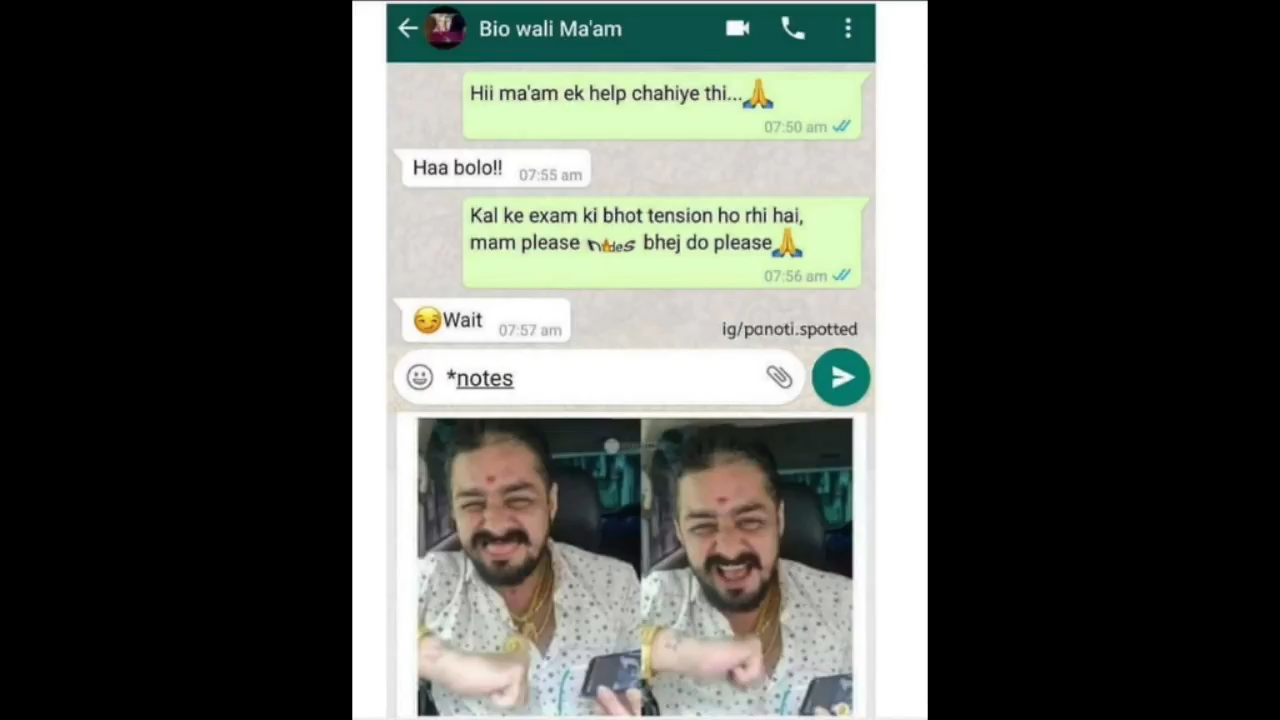 Bio wali Ma'am
Hii ma'am ek help chahiye thi...🙏
07:50 am
Haa bolo!!
07:55 am
Kal ke exam ki bhot tension ho rhi hai,
mam please bhej do please🙏
07:56 am
😏Wait
07:57 am
ig/panoti.spotted
*notes